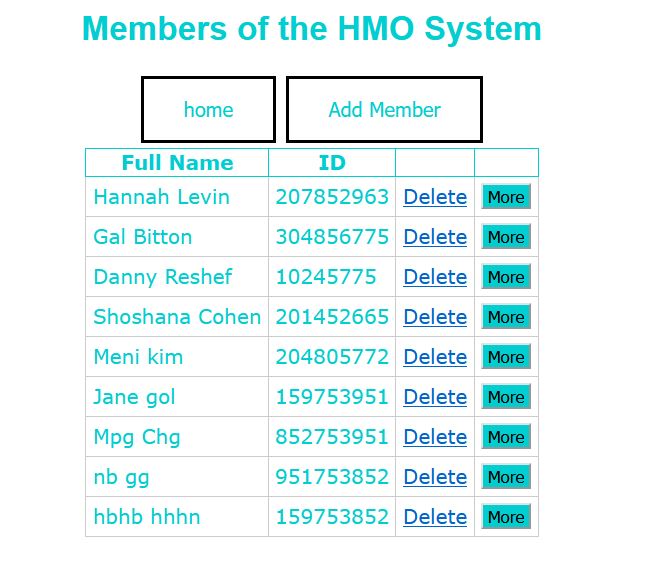 Members of the HMO System
home Add Member
Full Name ID
Hannah Levin 207852963 Delete More
Gal Bitton 304856775 Delete More
Danny Reshef 10245775 Delete More
Shoshana Cohen 201452665 Delete More
Meni kim 204805772 Delete More
Jane gol 159753951 Delete More
Mpg Chg 852753951 Delete More
nb gg 951753852 Delete More
hbhb hhhn 159753852 Delete More